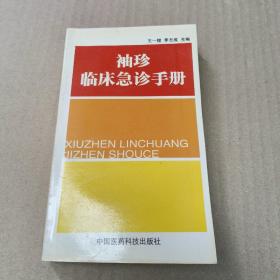 王一镗 李志成 主编
袖珍
临床急诊手册
XIUZHEN LINCHUANG
JIZHEN SHOUCE
中国医药科技出版社